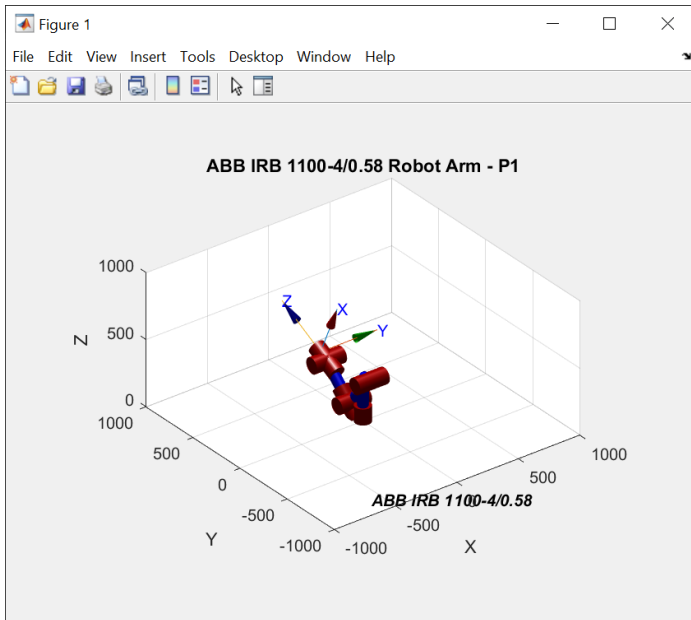 Figure 1
File Edit View Insert Tools Desktop Window Help
ABB IRB 1100-4/0.58 Robot Arm - P1
1000
500
0
Z
Z
X
Y
1000
500
0
-500
-1000
Y
1000
500
0
-500
-1000
X
ABB IRB 1100-4/0.58